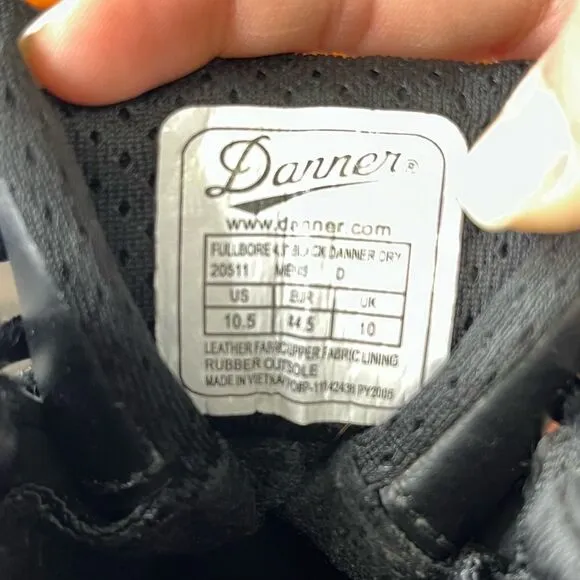 Danner®
www.danner.com
FULLBORE 4.5" BLACK DANNER DRY
20511 MENS D
US EUR UK
10.5 44.5 10
LEATHER FABRIC UPPER FABRIC LINING
RUBBER OUTSOLE
MADE IN VIETNAM